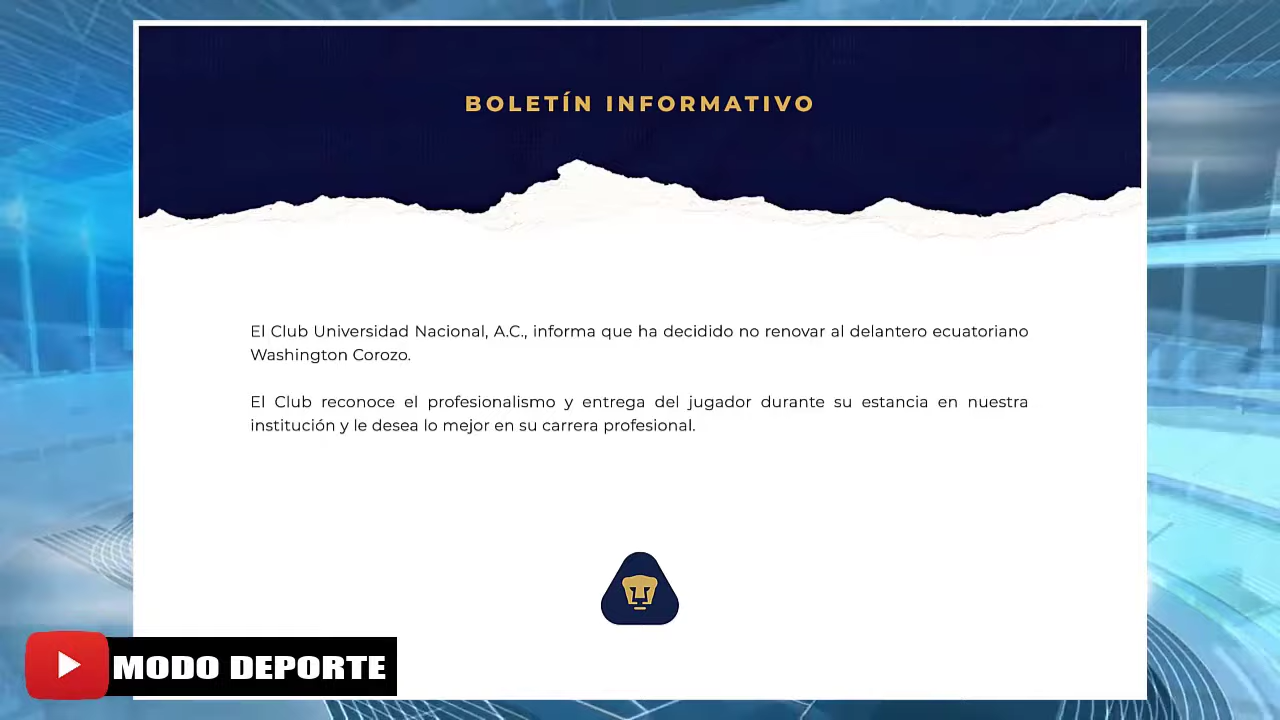 BOLETÍN INFORMATIVO
El Club Universidad Nacional, A.C., informa que ha decidido no renovar al delantero ecuatoriano
Washington Corozo.
El Club reconoce el profesionalismo y entrega del jugador durante su estancia en nuestra
institución y le desea lo mejor en su carrera profesional.
MODO DEPORTE